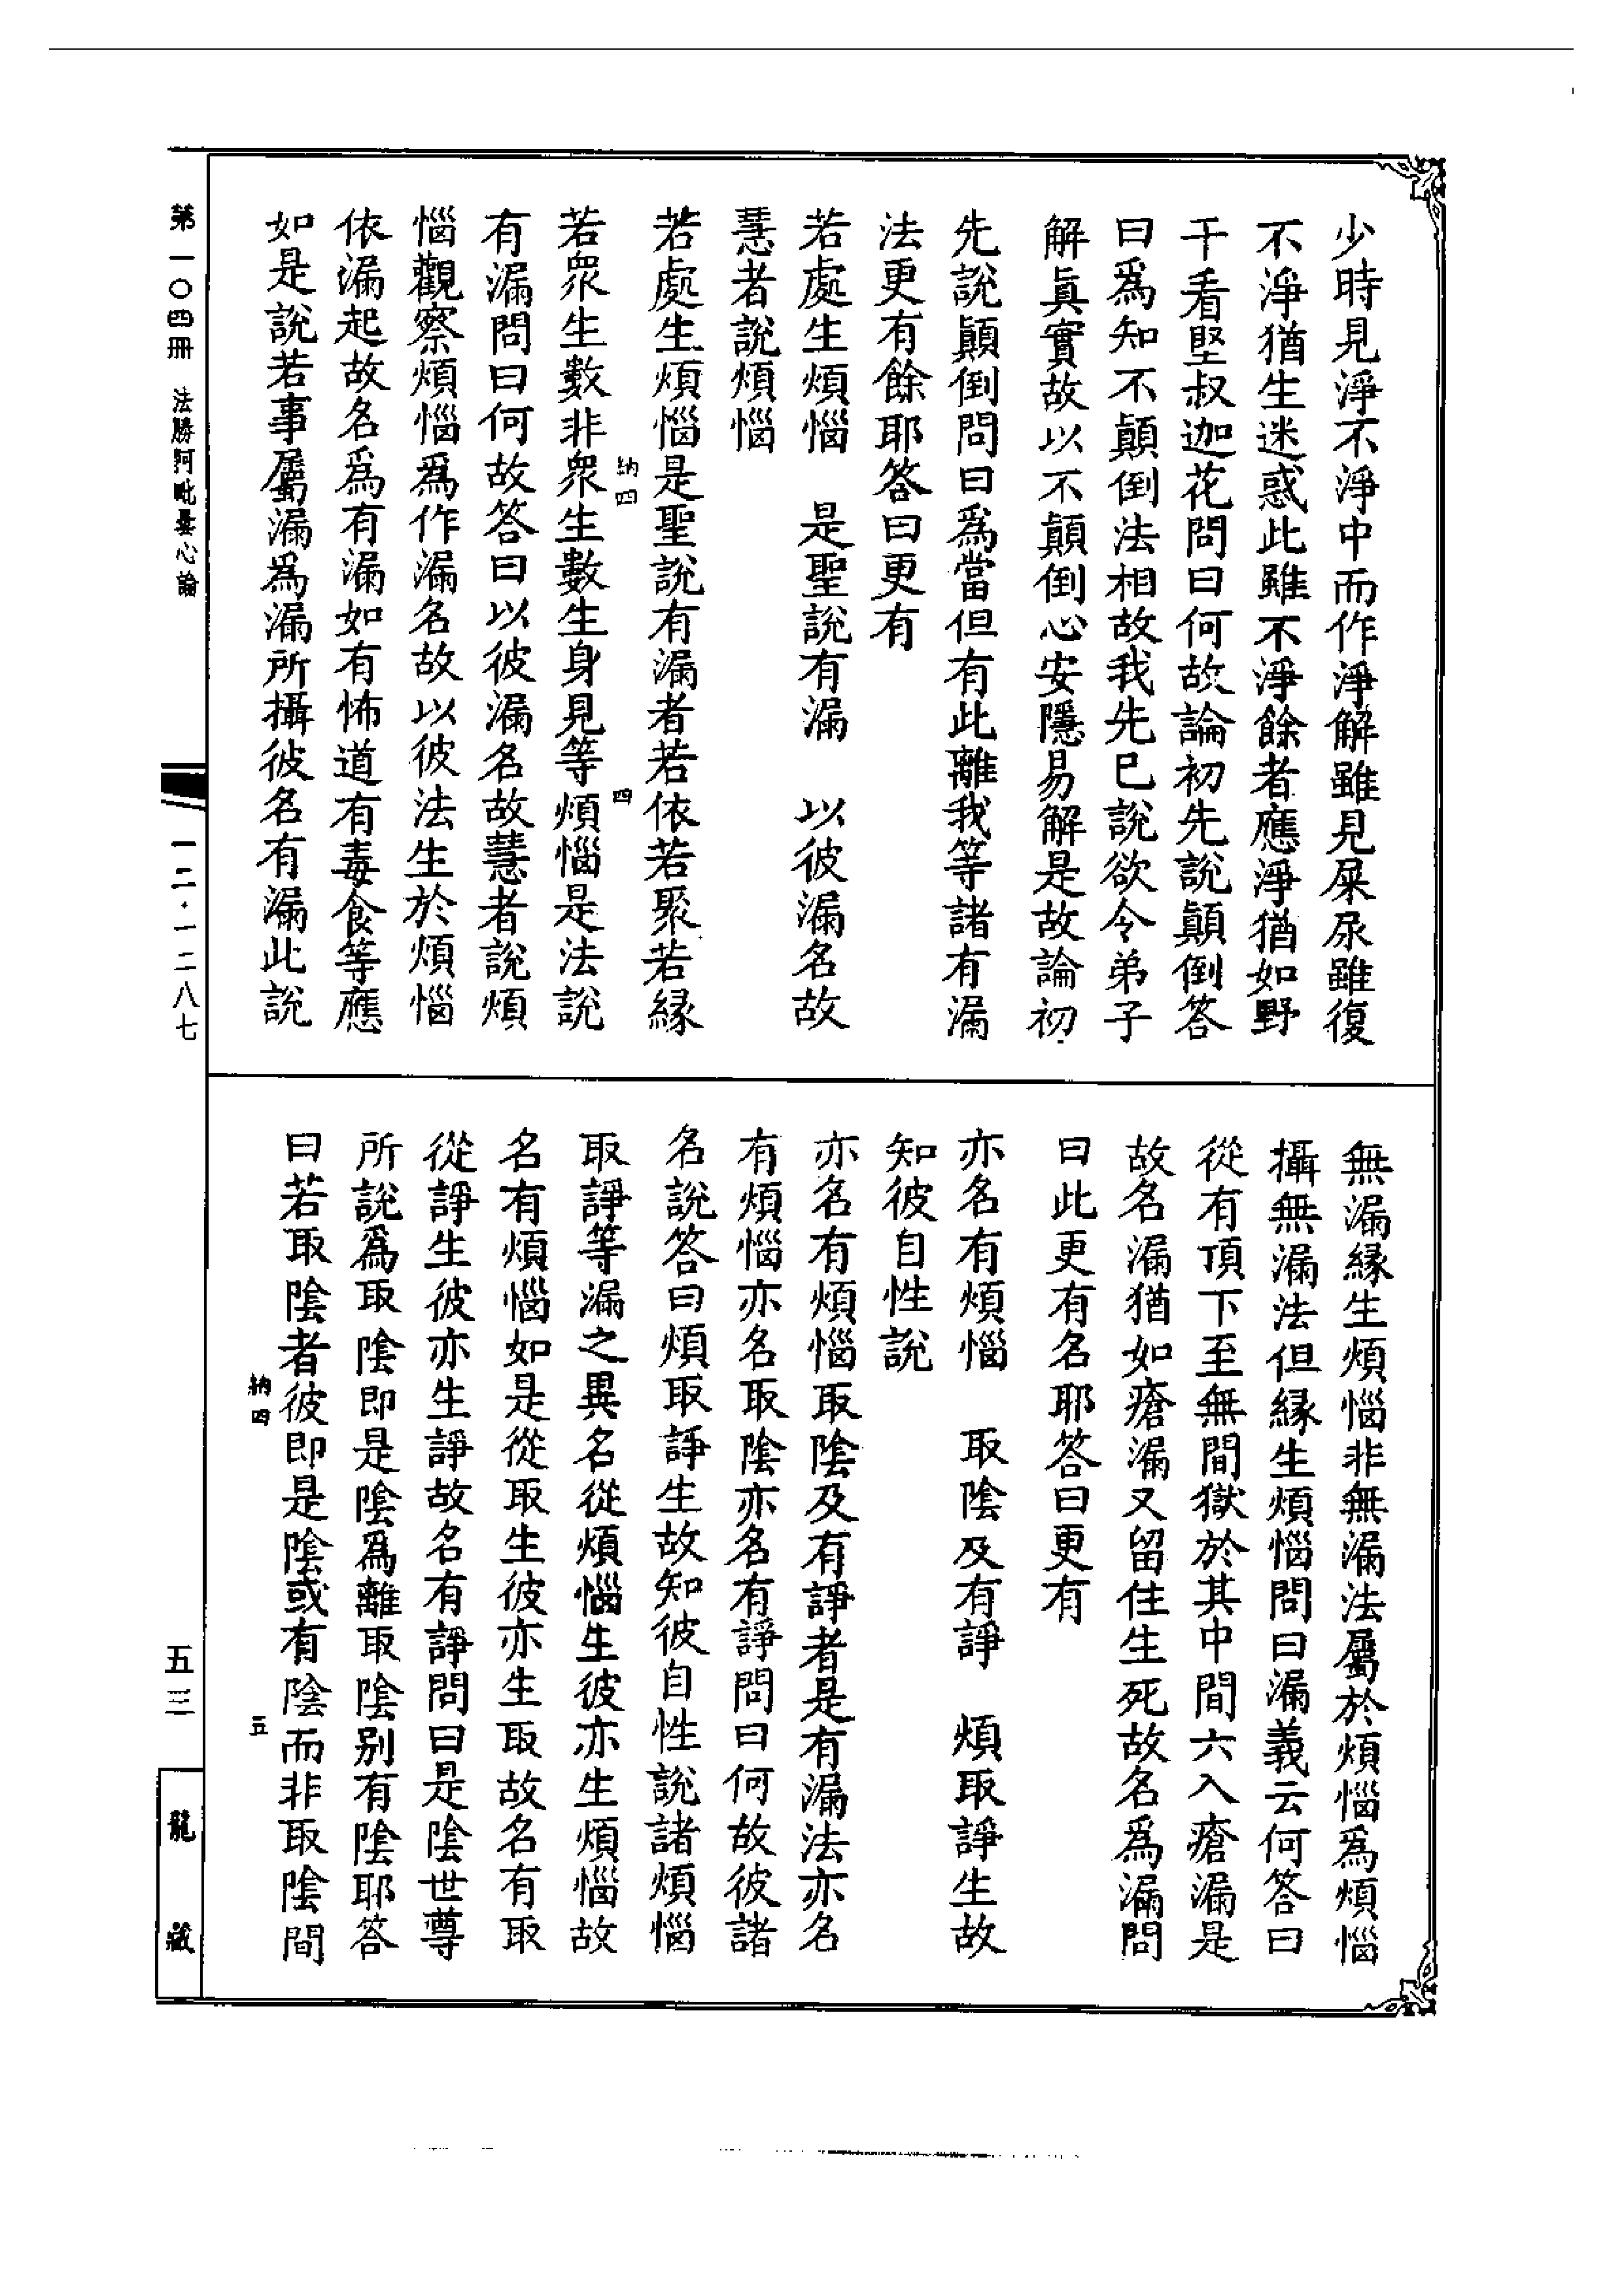 少時見淨不淨中而作淨解雖見屎尿雖復
不淨猶生迷惑此雖不淨餘者應淨猶如野
干看堅叔迦花問曰何故論初先說顛倒答
曰爲知不顛倒法相故我先已說欲令弟子
解眞實故以不顛倒心安隱易解是故論初
先說顛倒問曰爲當但有此離我等諸有漏
法更有餘耶答曰更有
若處生煩惱　是聖說有漏　以彼漏名故
慧者說煩惱
若處生煩惱是聖說有漏者若依若聚若緣
納四
四
若眾生數非眾生數生身見等煩惱是法說
有漏問曰何故答曰以彼漏名故慧者說煩
惱觀察煩惱爲作漏名故以彼法生於煩惱
依漏起故名爲有漏如有怖道有毒食等應
如是說若事屬漏爲漏所攝彼名有漏此說
無漏緣生煩惱非無漏法屬於煩惱爲煩惱
攝無漏法但緣生煩惱問曰漏義云何答曰
從有頂下至無間獄於其中間六入瘡漏是
故名漏猶如瘡漏又留住生死故名爲漏問
曰此更有名耶答曰更有
亦名有煩惱　取陰及有諍　煩取諍生故
知彼自性說
亦名有煩惱取陰及有諍者是有漏法亦名
有煩惱亦名取陰亦名有諍問曰何故彼諸
名說答曰煩取諍生故知彼自性說諸煩惱
取諍等漏之異名從煩惱生彼亦生煩惱故
名有煩惱如是從取生彼亦生取故名有取
從諍生彼亦生諍故名有諍問曰是陰世尊
所說爲取陰即是陰爲離取陰别有陰耶答
曰若取陰者彼即是陰或有陰而非取陰間
納四
五
第一〇四冊　法勝阿毗曇心論
一二·一二八七
五三
龍藏